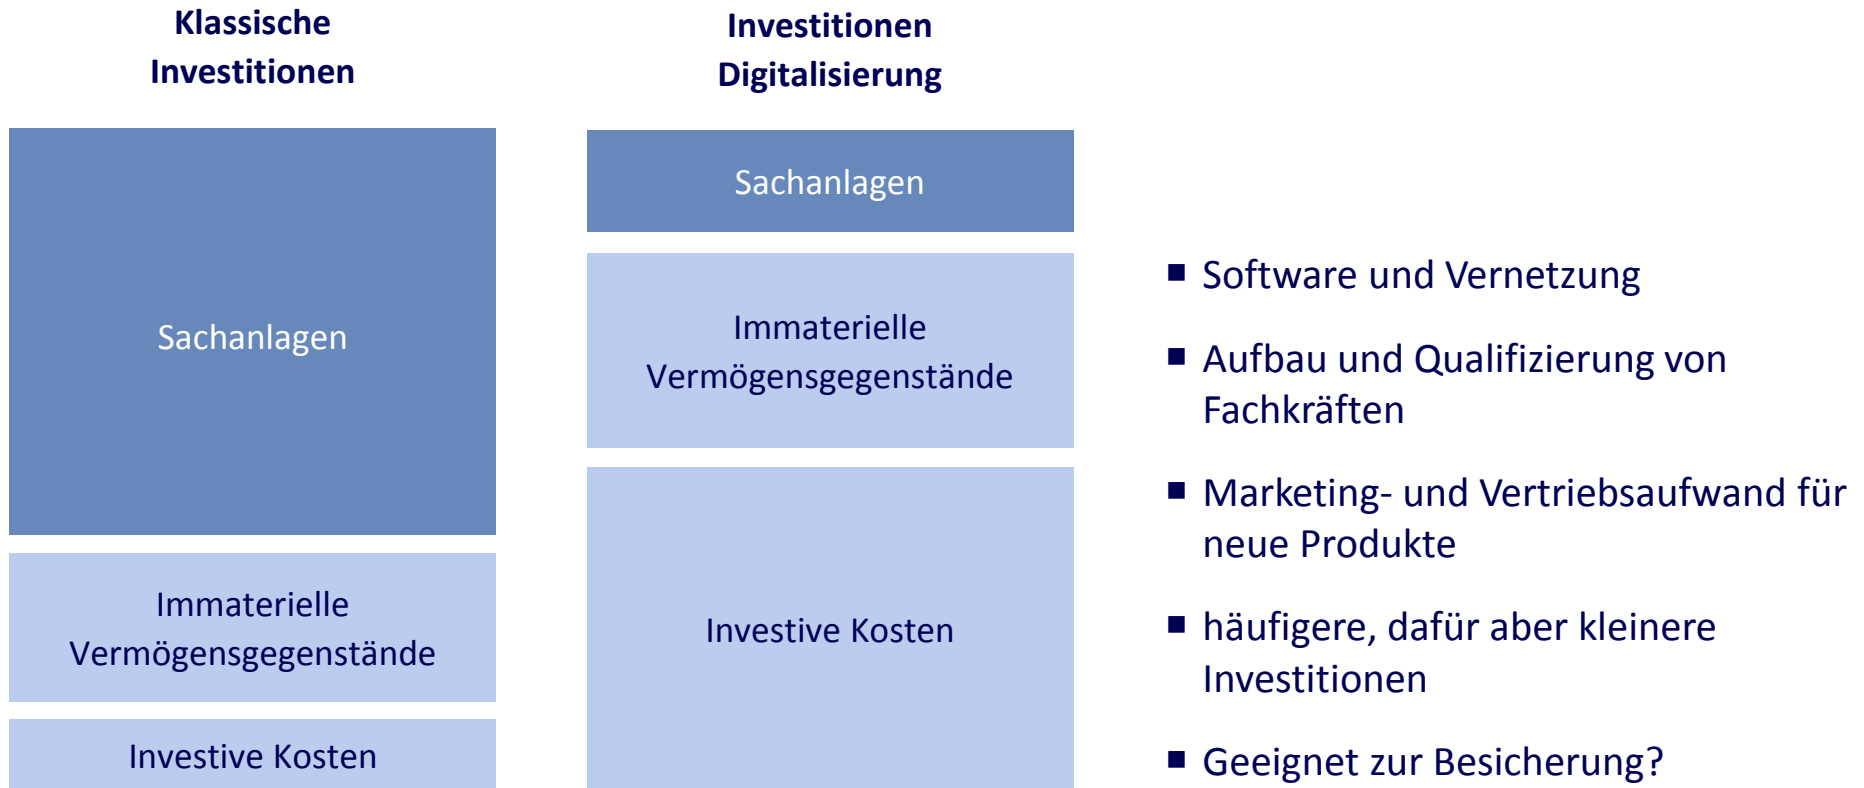 Klassische
Investitionen
Sachanlagen
Immaterielle
Vermögensgegenstände
Investive Kosten
Investitionen
Digitalisierung
Sachanlagen
Immaterielle
Vermögensgegenstände
Investive Kosten
▪ Software und Vernetzung
▪ Aufbau und Qualifizierung von
Fachkräften
▪ Marketing- und Vertriebsaufwand für
neue Produkte
▪ häufigere, dafür aber kleinere
Investitionen
▪ Geeignet zur Besicherung?